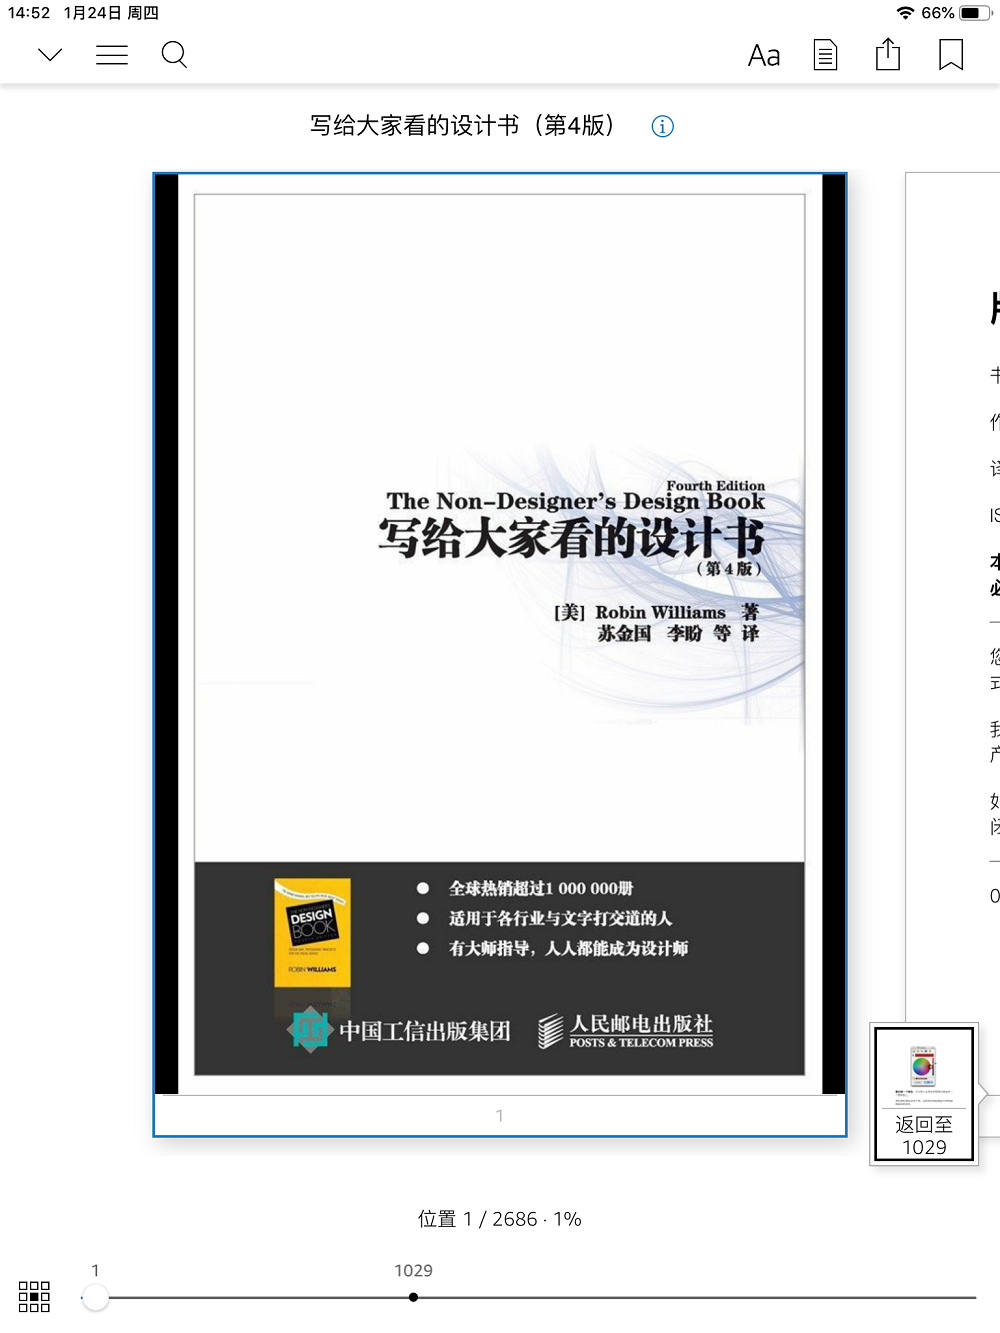 14:52 1月24日 周四
66%
Aa
写给大家看的设计书（第4版）
Fourth Edition
The Non-Designer's Design Book
写给大家看的设计书
（第4版）
[美] Robin Williams 著
苏金国 李盼 等 译
全球热销超过1 000 000册
适用于各行业与文字打交道的人
有大师指导，人人都能成为设计师
DESIGN
BOOK
ROBIN WILLIAMS
中国工信出版集团
人民邮电出版社
POSTS & TELECOM PRESS
1
返回至
1029
位置 1 / 2686 · 1%
1
1029